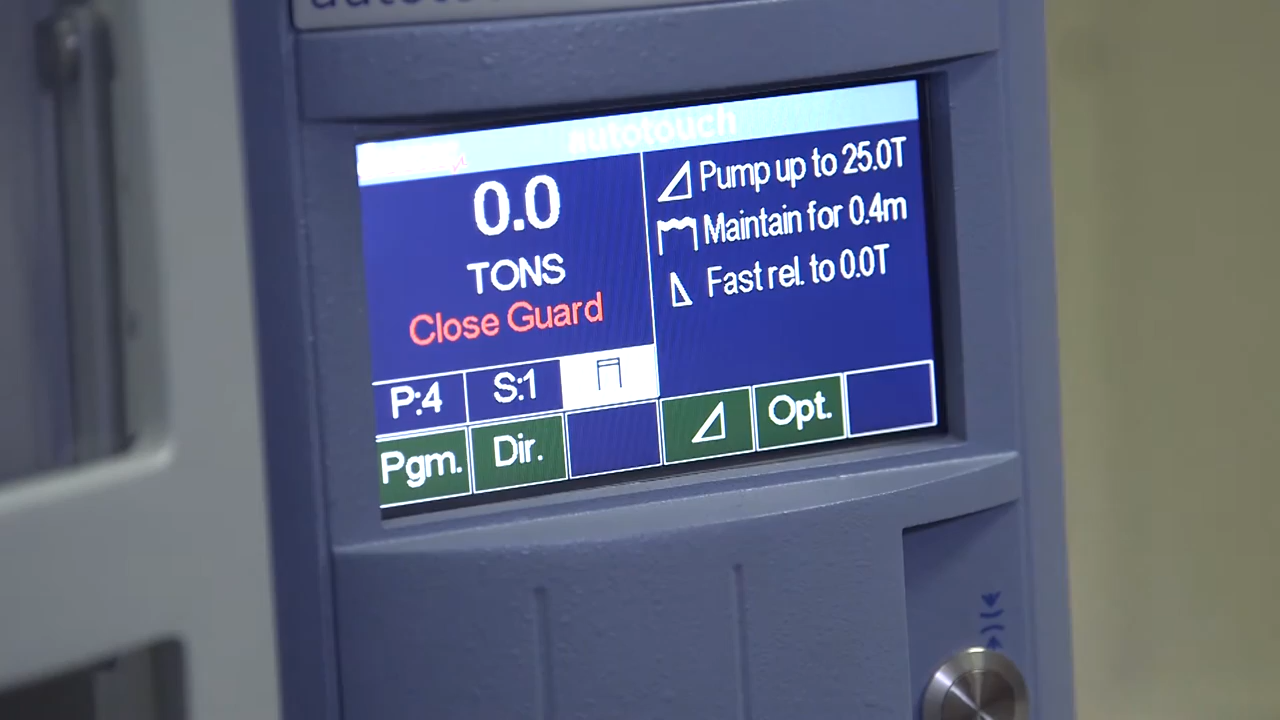 autotouch
0.0
TONS
Close Guard
P:4 S:1
Pgm. Dir.
Pump up to 25.0T
Maintain for 0.4m
Fast rel. to 0.0T
Opt.